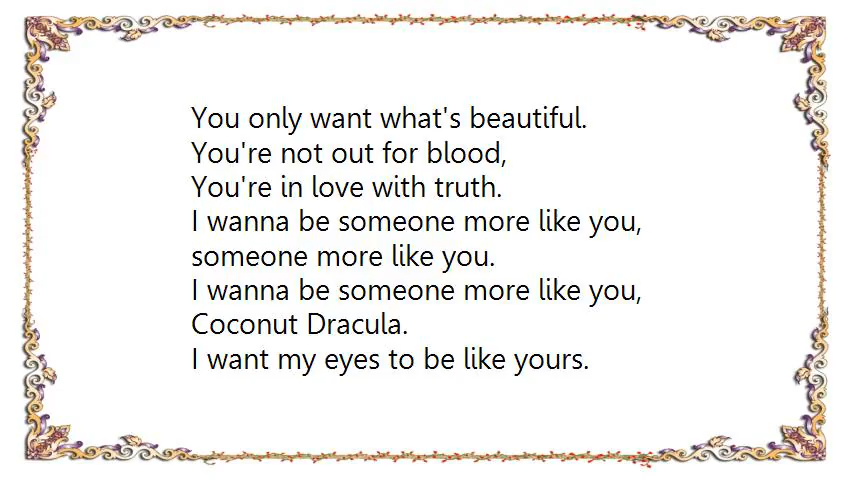 You only want what's beautiful.
You're not out for blood,
You're in love with truth.
I wanna be someone more like you,
someone more like you.
I wanna be someone more like you,
Coconut Dracula.
I want my eyes to be like yours.